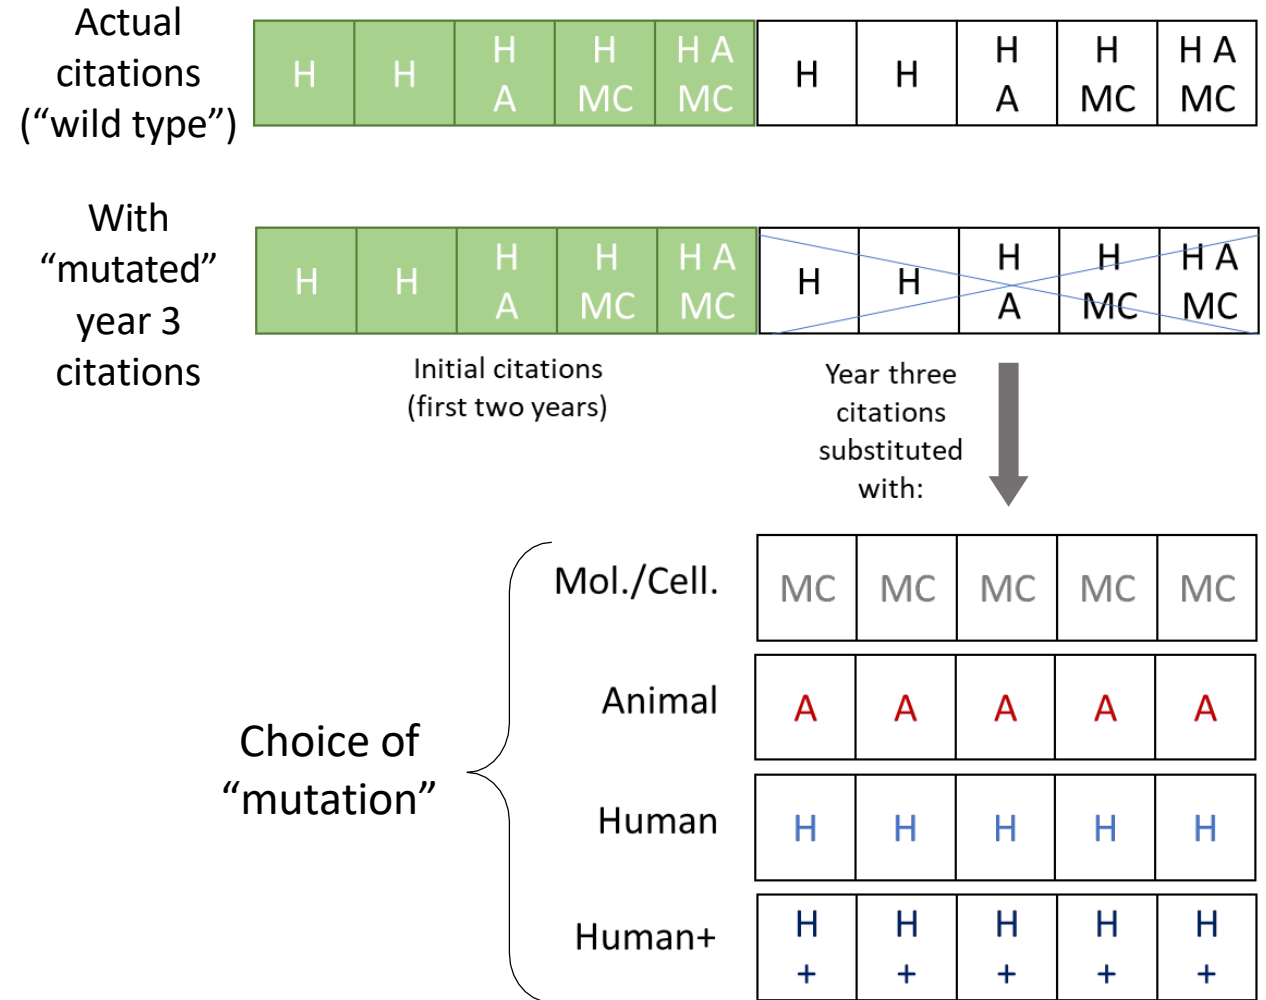 Actual
citations
(“wild type”)
H H H A H MC H A MC H H H A H MC H A MC
With
“mutated”
year 3
citations
H H H A H MC H A MC H H H A H MC H A MC
Initial citations
(first two years)
Year three
citations
substituted
with:
Choice of
“mutation”
Mol./Cell. MC MC MC MC MC
Animal A A A A A
Human H H H H H
Human+ H + H + H + H + H +